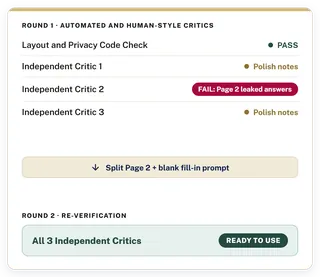 ROUND 1 · AUTOMATED AND HUMAN-STYLE CRITICS
Layout and Privacy Code Check PASS
Independent Critic 1 Polish notes
Independent Critic 2 FAIL: Page 2 leaked answers
Independent Critic 3 Polish notes
↓ Split Page 2 + blank fill-in prompt
ROUND 2 · RE-VERIFICATION
All 3 Independent Critics READY TO USE